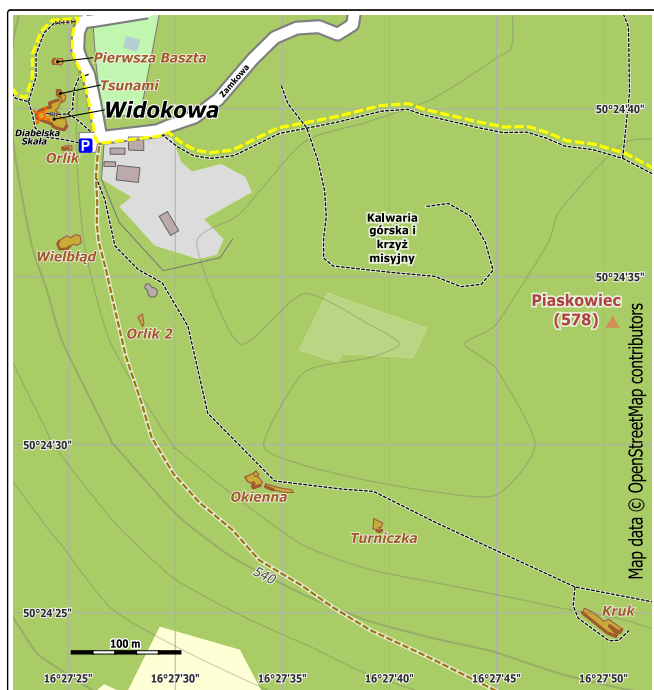 Pierwsza Baszta
Tsunami
Widokowa
Diabelska
Skała
P
Orlik
Zamkowa
50°24'40"
Kalwaria
górska i
krzyż
misyjny
Wielbłąd
50°24'35"
Piaskowiec
(578)
Orlik 2
50°24'30"
Okienna
Turniczka
540
50°24'25"
Kruk
100 m
16°27'25"
16°27'30"
16°27'35"
16°27'40"
16°27'45"
16°27'50"
Map data © OpenStreetMap contributors